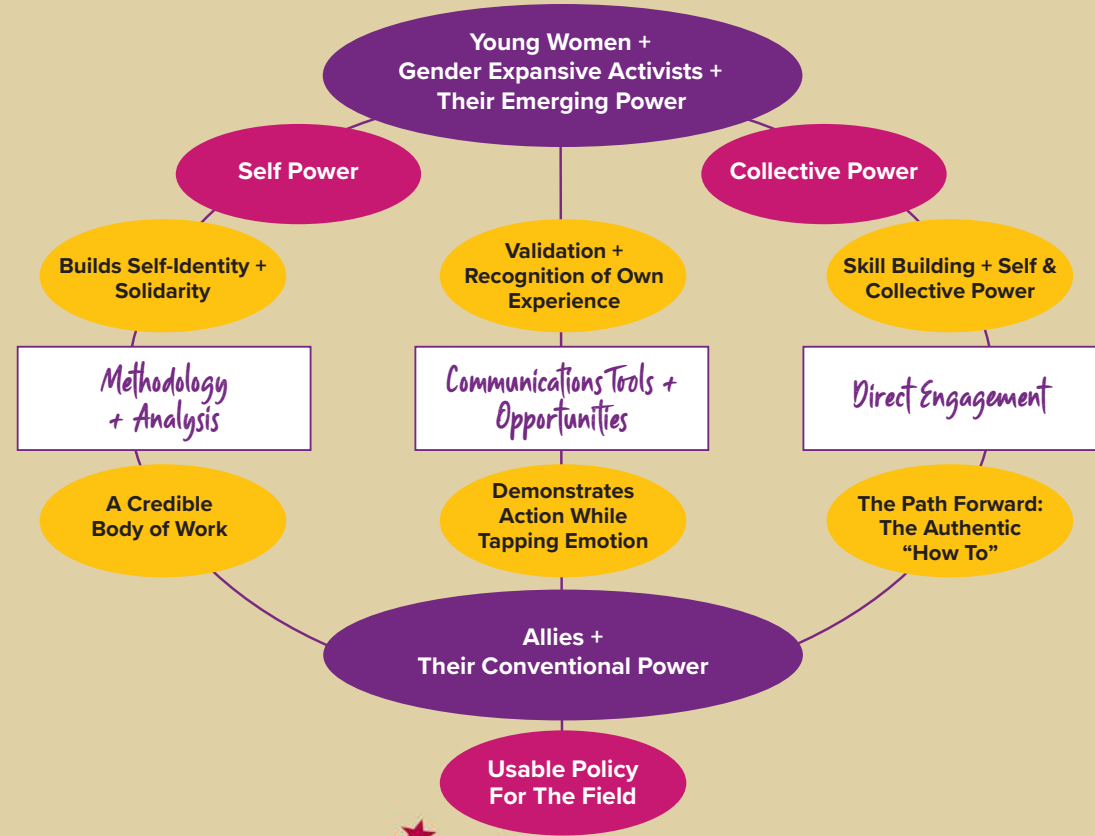 Young Women +
Gender Expansive Activists +
Their Emerging Power
Self Power
Collective Power
Builds Self-Identity +
Solidarity
Validation +
Recognition of Own
Experience
Skill Building + Self &
Collective Power
Methodology
+ Analysis
Communications Tools +
Opportunities
Direct Engagement
A Credible
Body of Work
Demonstrates
Action While
Tapping Emotion
The Path Forward:
The Authentic
“How To”
Allies +
Their Conventional Power
Usable Policy
For The Field